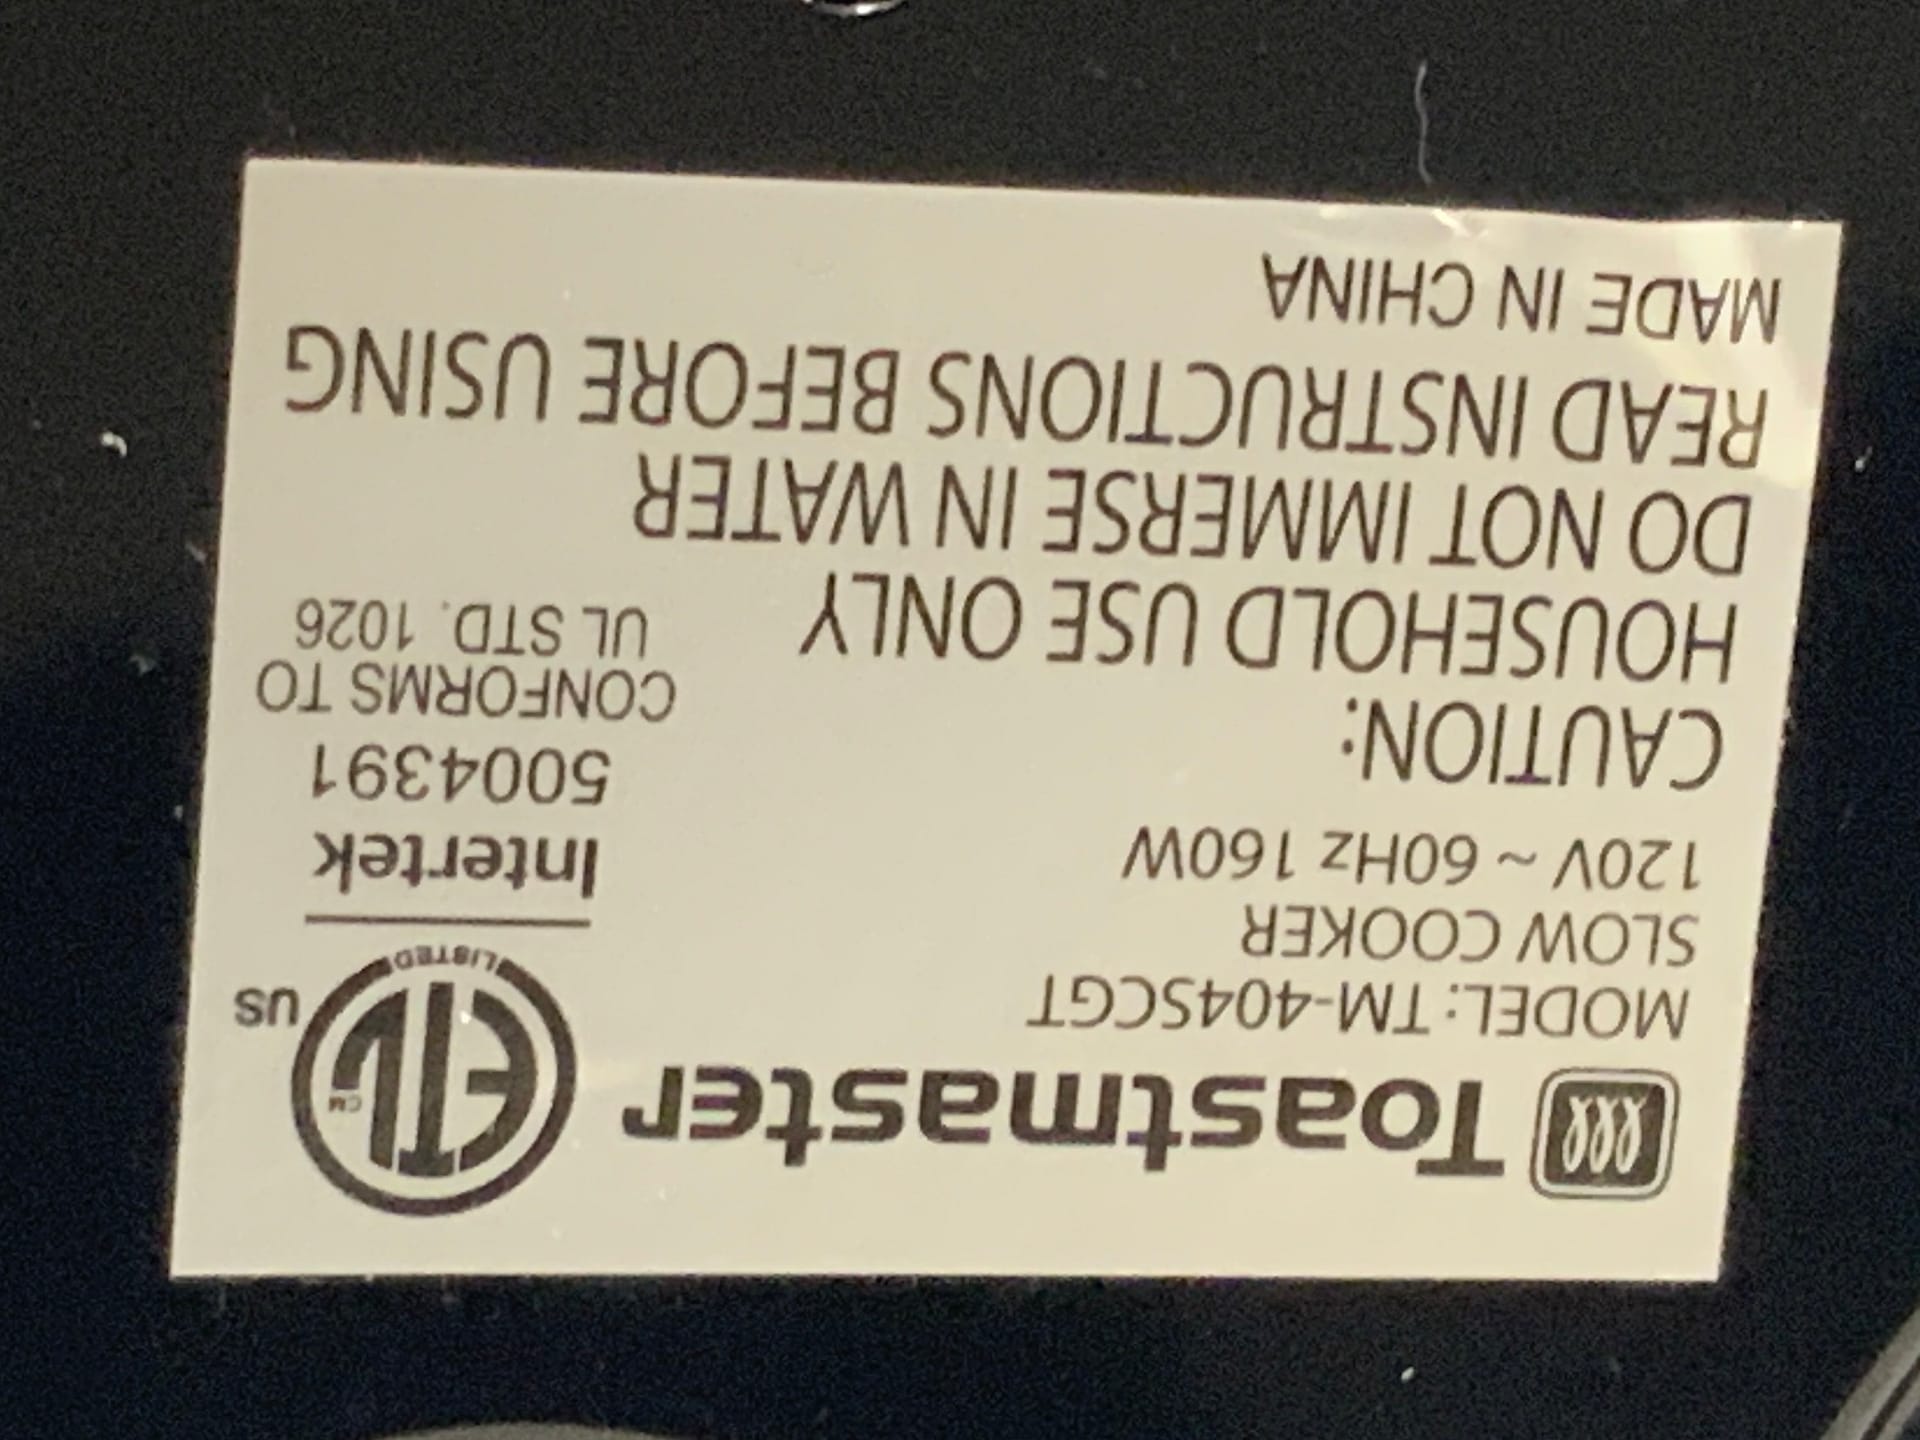 Toastmaster
MODEL: TM-404SCGT
SLOW COOKER
120V ~ 60Hz 160W
CAUTION:
HOUSEHOLD USE ONLY
DO NOT IMMERSE IN WATER
READ INSTRUCTIONS BEFORE USING
MADE IN CHINA
ETL CM
LISTED
US
Intertek
5004391
CONFORMS TO
UL STD. 1026